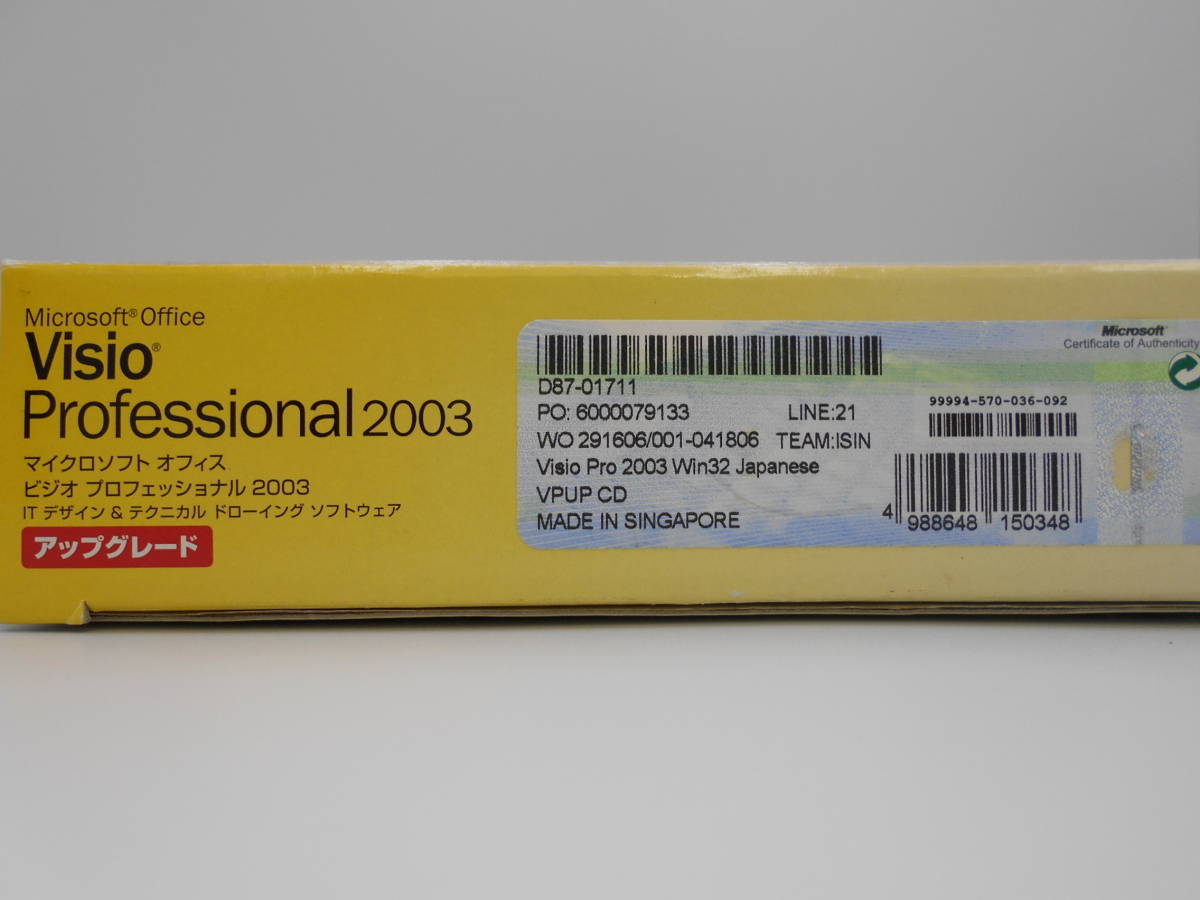 Microsoft® Office
Visio®
Professional 2003
マイクロソフト オフィス
ビジオ プロフェッショナル 2003
IT デザイン & テクニカル ドローイング ソフトウェア
アップグレード
D87-01711
PO: 6000079133 LINE:21
WO 291606/001-041806 TEAM:ISIN
Visio Pro 2003 Win32 Japanese
VPUP CD
MADE IN SINGAPORE
Microsoft®
Certificate of Authenticity
99994-570-036-092
4 988648 150348